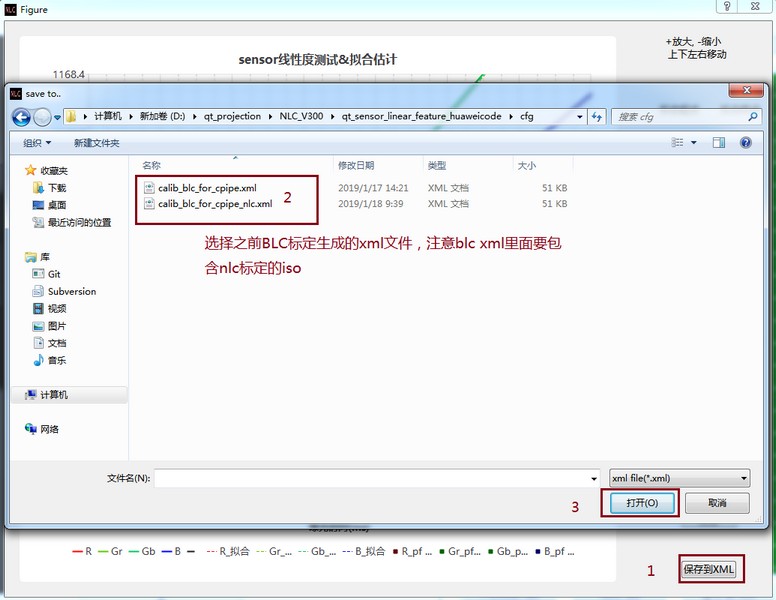 NLC Figure
+放大, -缩小
上下左右移动
sensor线性度测试&拟合估计
1168.4
NLC save to..
计算机 新加卷 (D:) qt_projection NLC_V300 qt_sensor_linear_feature_huaweicode cfg
搜索 cfg
组织 新建文件夹
名称 修改日期 类型 大小
收藏夹
下载
桌面
最近访问的位置
库
Git
Subversion
视频
图片
文档
音乐
计算机
网络
calib_blc_for_cpipe.xml 2019/1/17 14:21 XML 文档 51 KB
calib_blc_for_cpipe_nlc.xml 2019/1/18 9:39 XML 文档 51 KB
2
选择之前BLC标定生成的xml文件，注意blc xml里面要包
含nlc标定的iso
文件名(N): xml file(*.xml)
3 打开(O) 取消
R Gr Gb B R_拟合 Gr_... Gb_... B_拟合 R_pf ... Gr_pf... Gb_p... B_pf ...
1 保存到XML